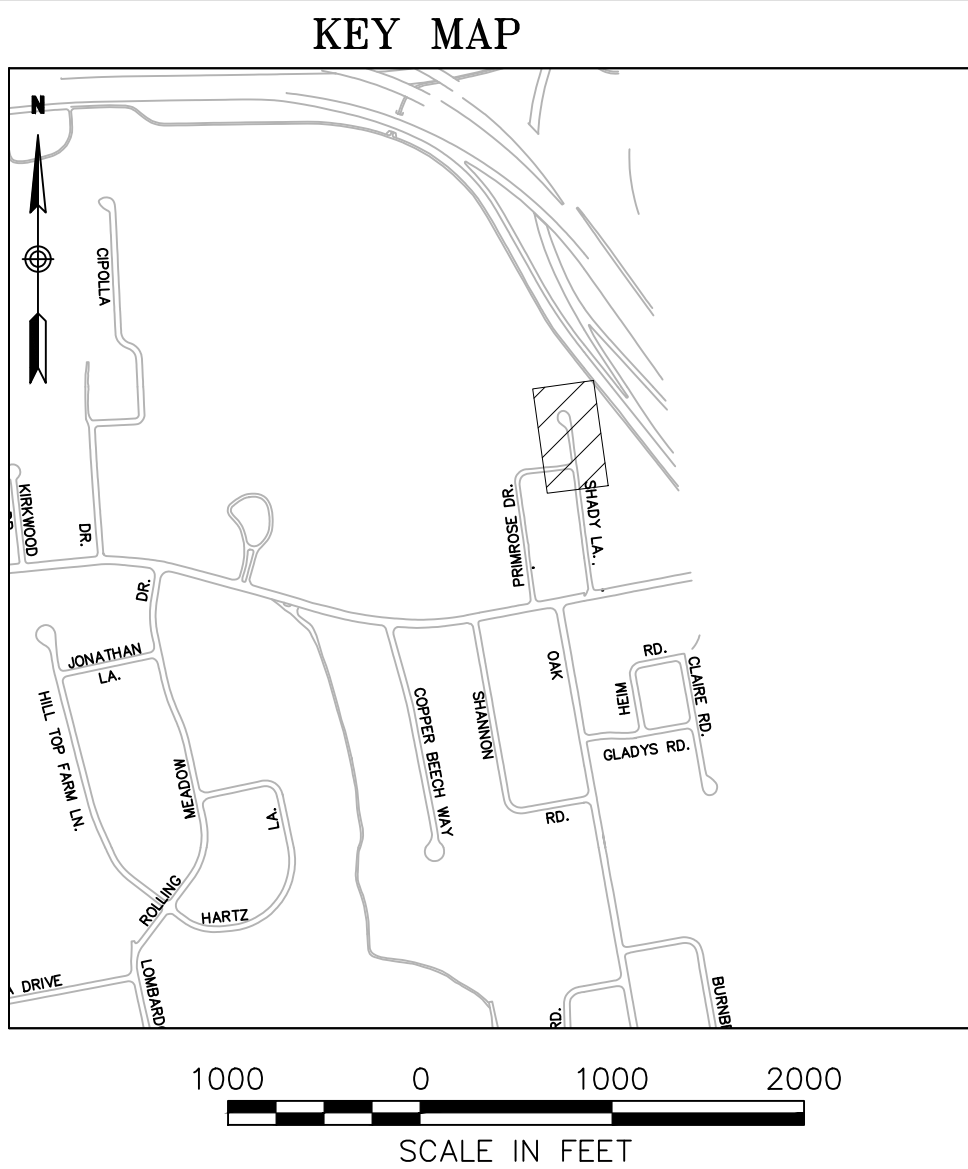 KEY MAP
N
CIPOLLA
DR.
KIRKWOOD
DR.
PRIMROSE DR.
SHADY LA.
JONATHAN
LA.
HILL TOP FARM LN.
MEADOW
ROLLING
LA.
HARTZ
COPPER BEECH WAY
SHANNON
RD.
OAK
HEIM
RD.
CLAIRE RD.
GLADYS RD.
DRIVE
LOMBARD
RD.
BURNB
1000 0 1000 2000
SCALE IN FEET